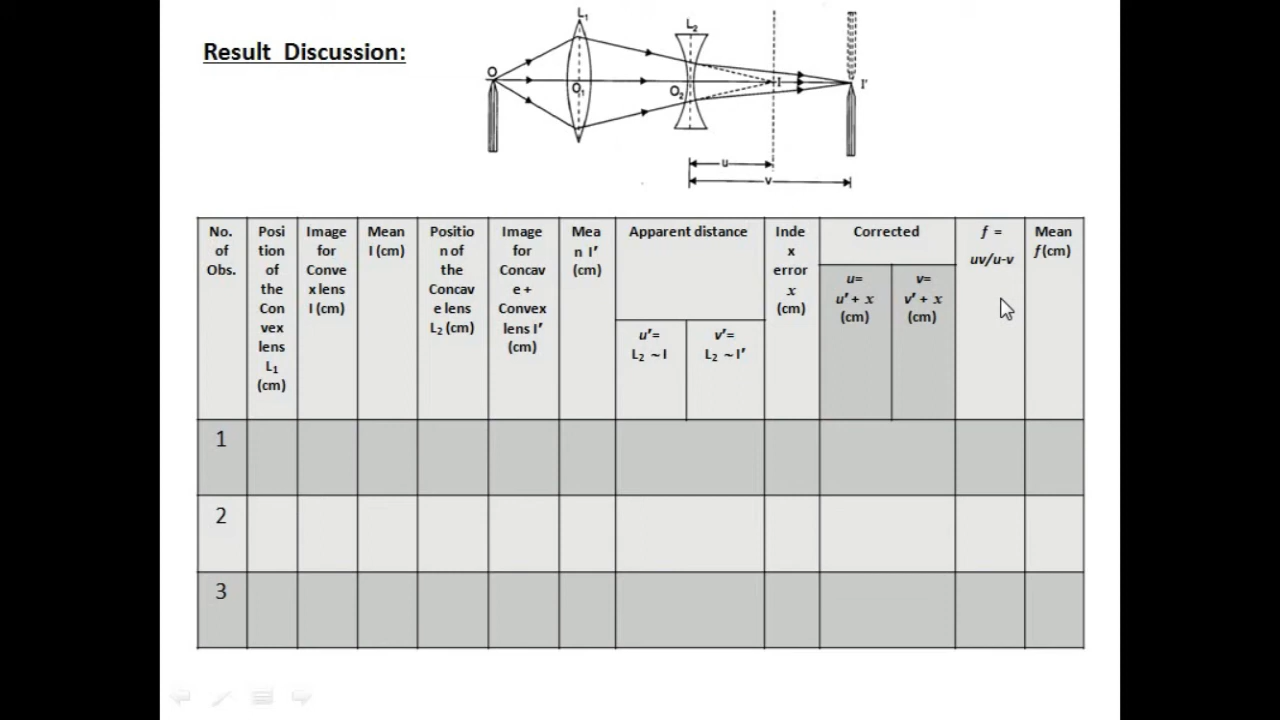 Result Discussion:
L₁
L₂
O
O₁
O₂
I
I'
u
v
No.
of
Obs.
Posi
tion
of
the
Con
vex
lens
L₁
(cm)
Image
for
Conve
x lens
I (cm)
Mean
I (cm)
Positio
n of
the
Concav
e lens
L₂ (cm)
Image
for
Concav
e +
Convex
lens I′
(cm)
Mea
n I′
(cm)
Apparent distance
u′=
L₂ ~ I
v′=
L₂ ~ I′
Inde
x
error
x
(cm)
Corrected
u=
u′ + x
(cm)
v=
v′ + x
(cm)
f =
uv/u-v
Mean
f (cm)
1
2
3